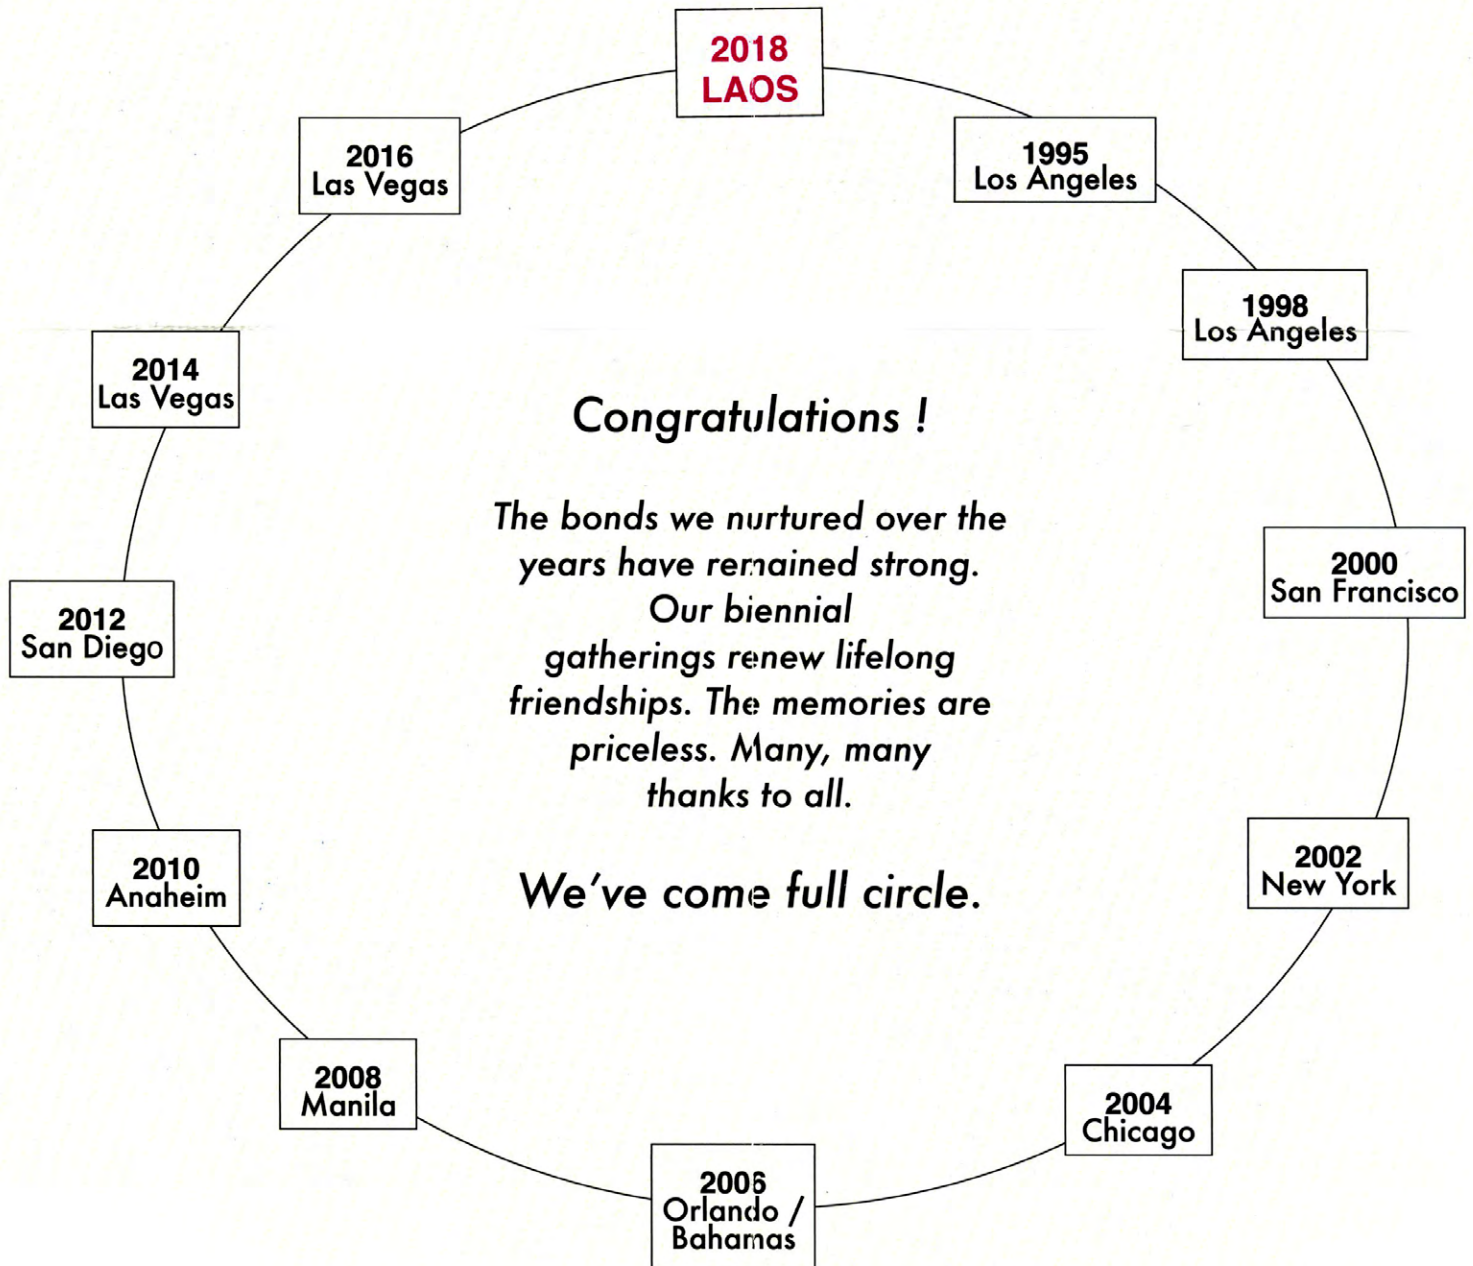 2018
LAOS
1995
Los Angeles
1998
Los Angeles
2000
San Francisco
2002
New York
2004
Chicago
2006
Orlando /
Bahamas
2008
Manila
2010
Anaheim
2012
San Diego
2014
Las Vegas
2016
Las Vegas
Congratulations !
The bonds we nurtured over the
years have remained strong.
Our biennial
gatherings renew lifelong
friendships. The memories are
priceless. Many, many
thanks to all.
We've come full circle.